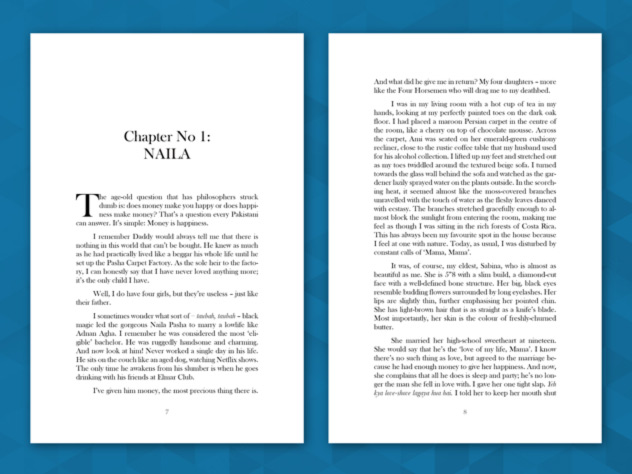 Chapter No 1:
NAILA
The age-old question that has philosophers struck
dumb is: does money make you happy or does happi-
ness make money? That's a question every Pakistani
can answer. It's simple: Money is happiness.
I remember Daddy would always tell me that there is
nothing in this world that can't be bought. He knew as much
as he had practically lived like a beggar his whole life until he
set up the Pasha Carpet Factory. As the sole heir to the facto-
ry, I can honestly say that I have never loved anything more;
it's the only child I have.
Well, I do have four girls, but they're useless – just like
their father.
I sometimes wonder what sort of – taubah, taubah – black
magic led the gorgeous Naila Pasha to marry a lowlife like
Adnan Agha. I remember he was considered the most 'eli-
gible' bachelor. He was ruggedly handsome and charming.
And now look at him! Never worked a single day in his life.
He sits on the couch like an aged dog, watching Netflix shows.
The only time he awakens from his slumber is when he goes
drinking with his friends at Elmar Club.
I've given him money, the most precious thing there is.
7
And what did he give me in return? My four daughters – more
like the Four Horsemen who will drag me to my deathbed.
I was in my living room with a hot cup of tea in my
hands, looking at my perfectly painted toes on the dark oak
floor. I had placed a maroon Persian carpet in the centre of
the room, like a cherry on top of chocolate mousse. Across
the carpet, Ami was seated on her emerald-green cushiony
recliner, close to the rustic coffee table that my husband used
for his alcohol collection. I lifted up my feet and stretched out
as my toes twiddled around the textured beige sofa. I turned
towards the glass wall behind the sofa and watched as the gar-
dener lazily sprayed water on the plants outside. In the scorch-
ing heat, it seemed almost like the moss-covered branches
unravelled with the touch of water as the fleshy leaves danced
with ecstasy. The branches stretched gracefully enough to al-
most block the sunlight from entering the room, making me
feel as though I was sitting in the rich forests of Costa Rica.
This has always been my favourite spot in the house because
I feel at one with nature. Today, as usual, I was disturbed by
constant calls of 'Mama, Mama'.
It was, of course, my eldest, Sabina, who is almost as
beautiful as me. She is 5"8 with a slim build, a diamond-cut
face with a well-defined bone structure. Her big, black eyes
resemble budding flowers surrounded by long eyelashes. Her
lips are slightly thin, further emphasising her pointed chin.
She has light-brown hair that is as straight as a knife's blade.
Most importantly, her skin is the colour of freshly-churned
butter.
She married her high-school sweetheart at nineteen.
She would say that he's the 'love of my life, Mama'. I know
there's no such thing as love, but agreed to the marriage be-
cause he had enough money to give her happiness. And now,
she complains that all he does is sleep and party; he's no lon-
ger the man she fell in love with. I gave her one tight slap. Yeh
kya love-shove lagaya hua hai. I told her to keep her mouth shut
8